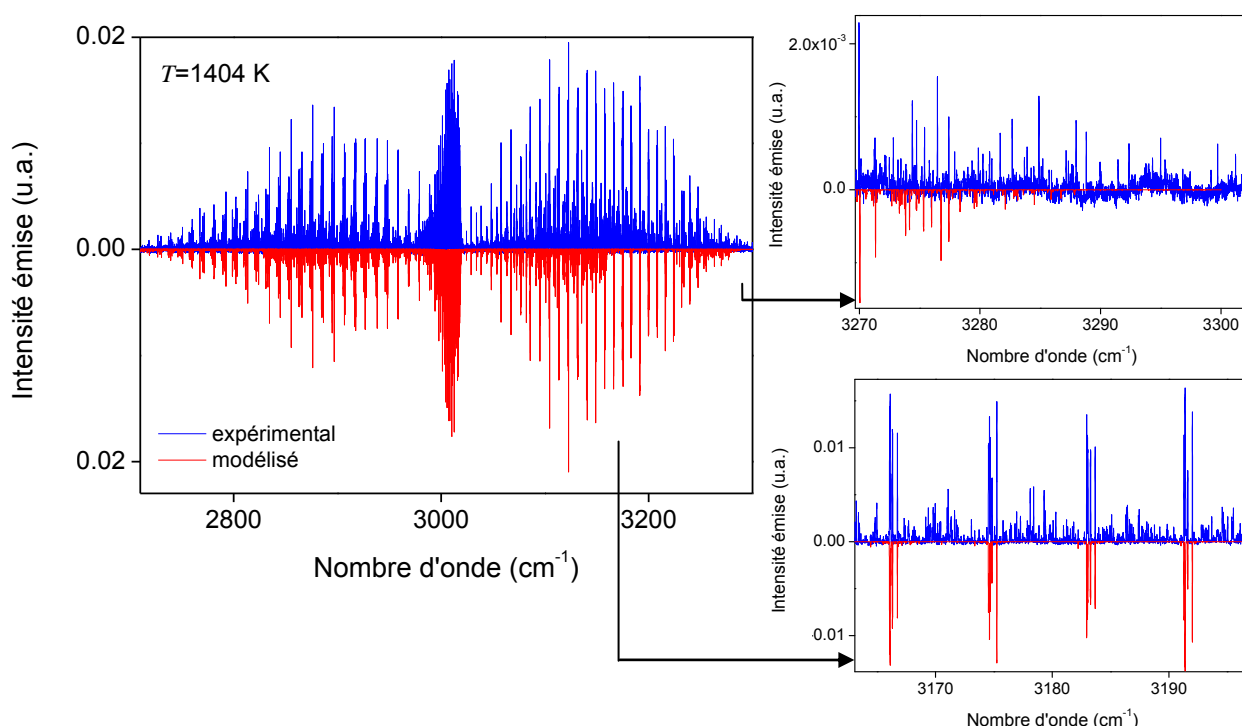 T=1404 K
Intensité émise (u.a.)
0.02
0.00
0.02
expérimental
modélisé
2800
3000
3200
Nombre d'onde (cm⁻¹)
Intensité émise (u.a.)
2.0x10⁻³
0.0
3270
3280
3290
3300
Nombre d'onde (cm⁻¹)
Intensité émise (u.a.)
0.01
0.00
0.01
3170
3180
3190
Nombre d'onde (cm⁻¹)